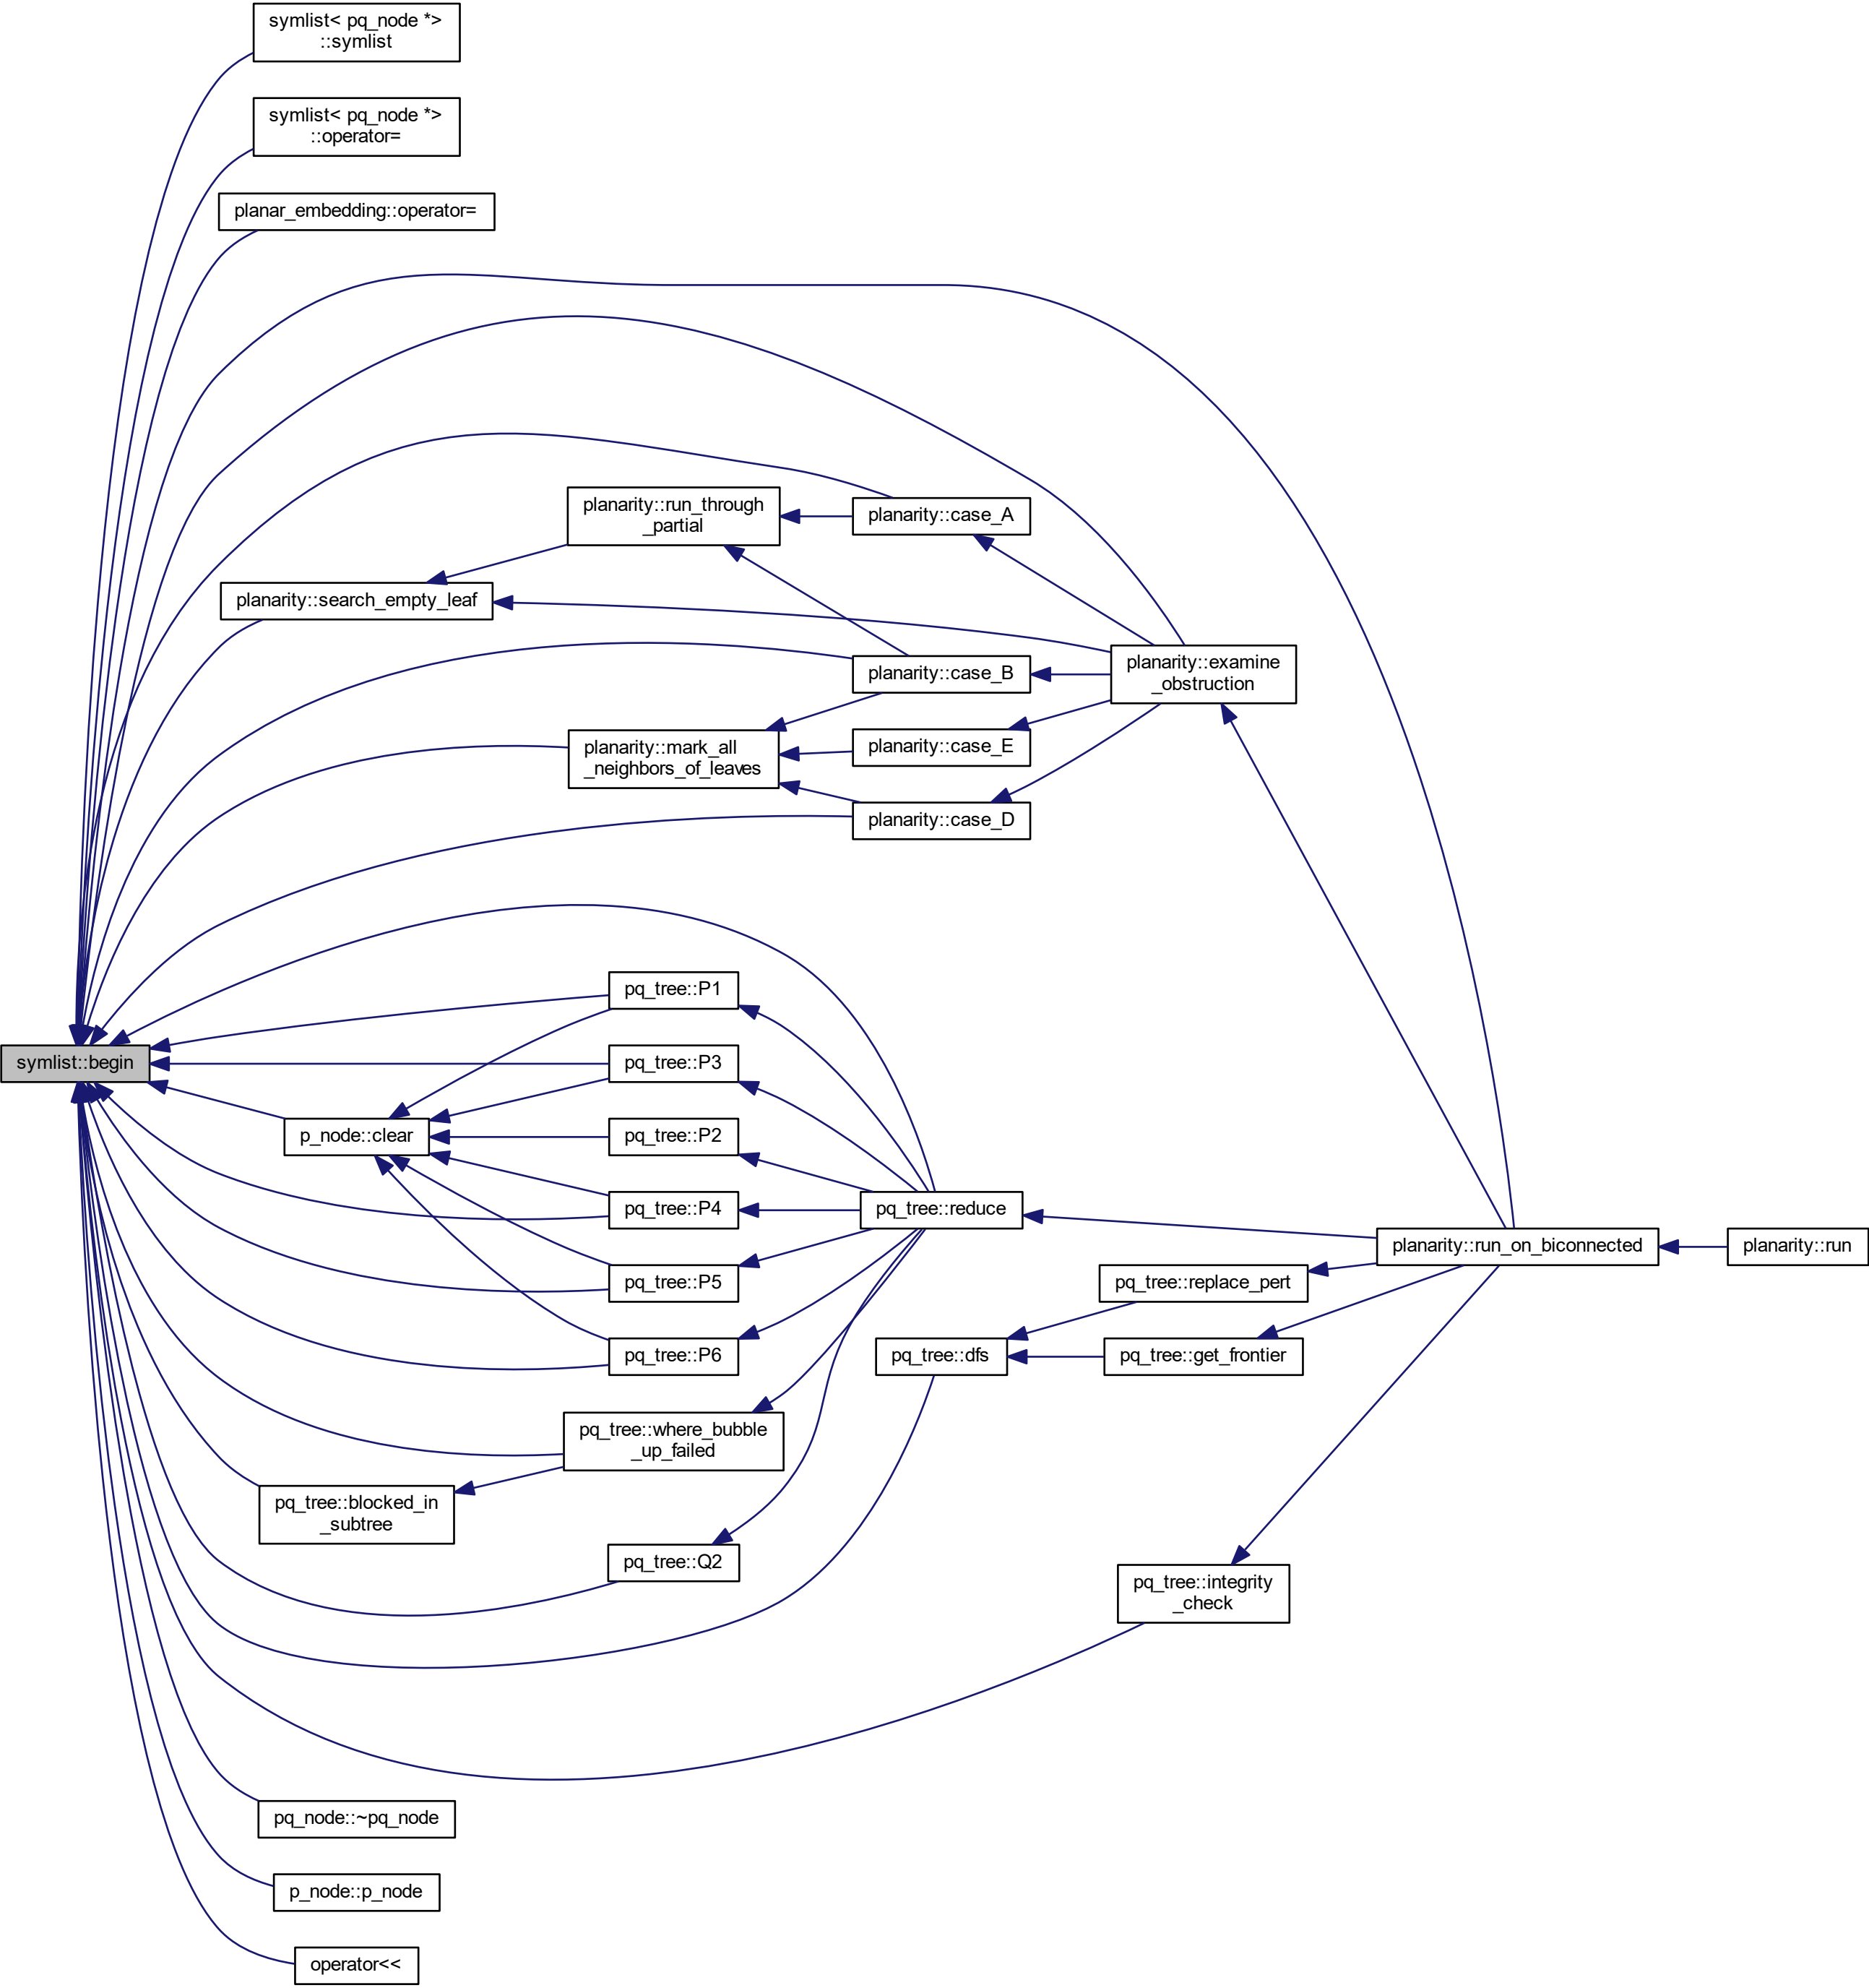 symlist< pq_node *>
::symlist
symlist< pq_node *>
::operator=
planar_embedding::operator=
planarity::run_through
_partial
planarity::case_A
planarity::search_empty_leaf
planarity::examine
_obstruction
planarity::case_B
planarity::mark_all
_neighbors_of_leaves
planarity::case_E
planarity::case_D
pq_tree::P1
symlist::begin
pq_tree::P3
p_node::clear
pq_tree::P2
pq_tree::P4
pq_tree::reduce
planarity::run_on_biconnected
planarity::run
pq_tree::P5
pq_tree::replace_pert
pq_tree::P6
pq_tree::dfs
pq_tree::get_frontier
pq_tree::where_bubble
_up_failed
pq_tree::blocked_in
_subtree
pq_tree::Q2
pq_tree::integrity
_check
pq_node::~pq_node
p_node::p_node
operator<<